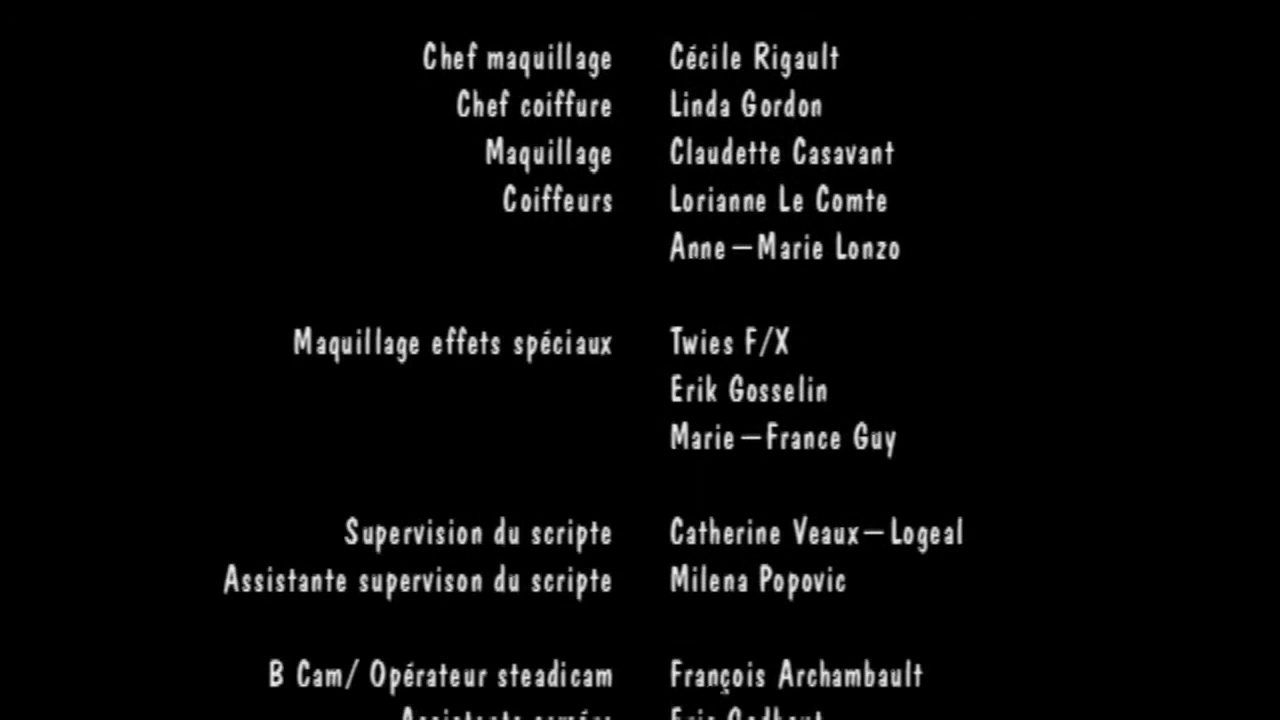 Chef maquillage Cécile Rigault
Chef coiffure Linda Gordon
Maquillage Claudette Casavant
Coiffeurs Lorianne Le Comte
Anne-Marie Lonzo
Maquillage effets spéciaux Twies F/X
Erik Gosselin
Marie-France Guy
Supervision du scripte Catherine Veaux-Logeal
Assistante supervison du scripte Milena Popovic
B Cam/ Opérateur steadicam François Archambault